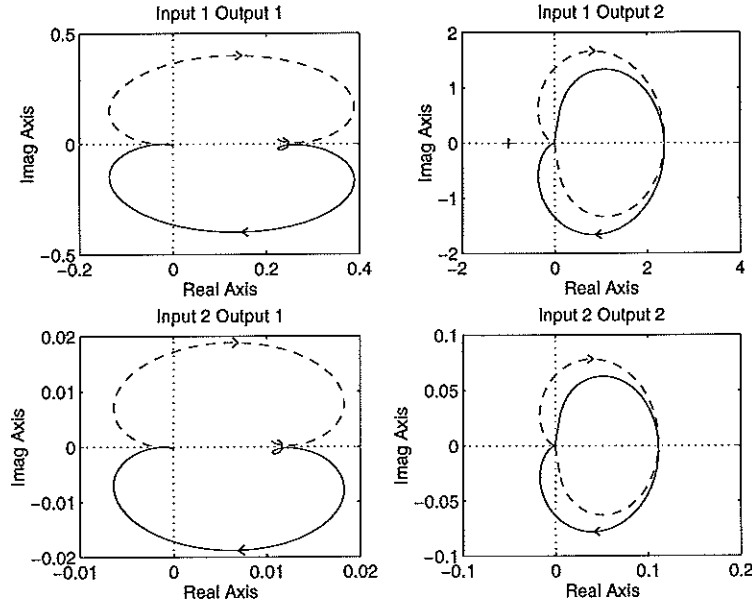 Input 1 Output 1
0.5
0
-0.5
Imag Axis
-0.2
0
0.2
0.4
Real Axis
Input 1 Output 2
2
1
0
-1
-2
Imag Axis
-2
0
2
4
Real Axis
Input 2 Output 1
0.02
0.01
0
-0.01
-0.02
Imag Axis
-0.01
0
0.01
0.02
Real Axis
Input 2 Output 2
0.1
0.05
0
-0.05
-0.1
Imag Axis
-0.1
0
0.1
0.2
Real Axis